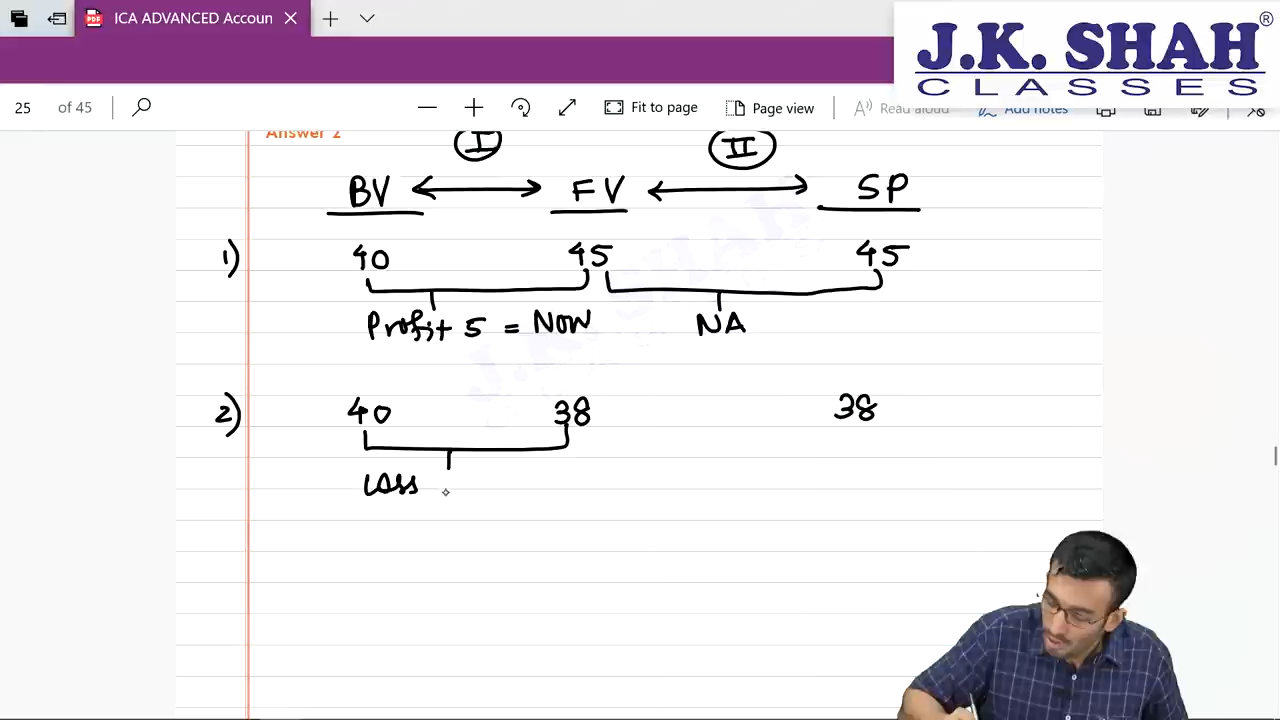 ICA ADVANCED Accoun
J.K. SHAH®
CLASSES
25 of 45 Fit to page Page view Read aloud Add notes
Answer 2
I II
BV FV SP
1) 40 45 45
Profit 5 = Now NA
2) 40 38 38
Loss
J.K. SHAH